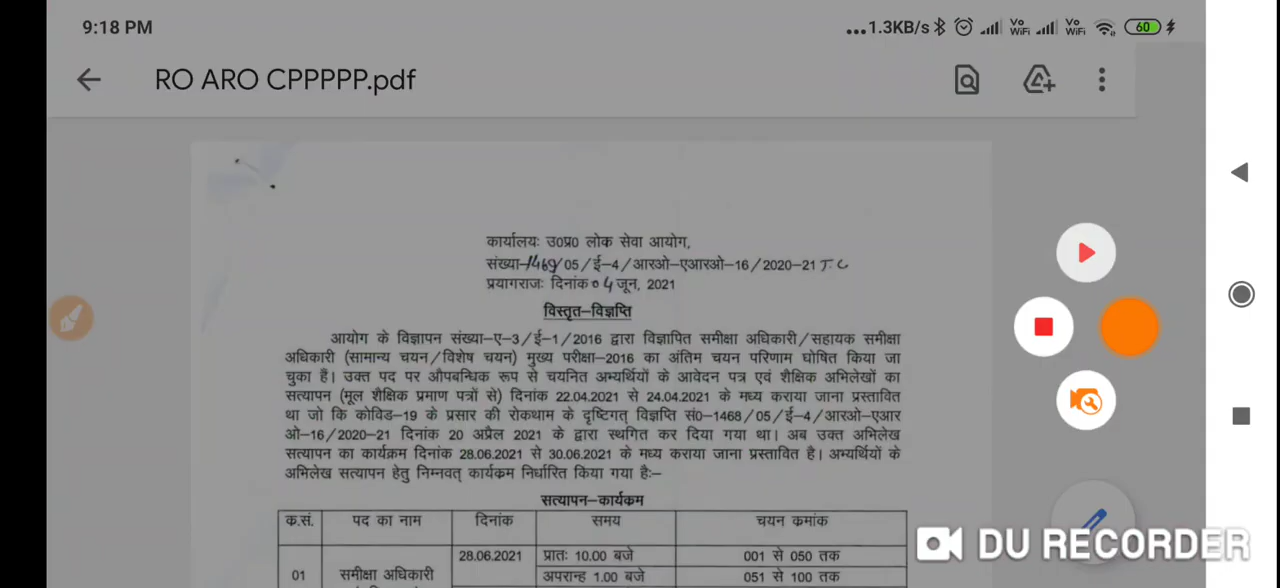 9:18 PM
...1.3KB/s
Vo WiFi
Vo WiFi
60
RO ARO CPPPPP.pdf
कार्यालयः उ0प्र0 लोक सेवा आयोग,
संख्या-1469/05/ई-4/आरओ-एआरओ-16/2020-21 T.C
प्रयागराजः दिनांक 04 जून, 2021
विस्तृत-विज्ञप्ति
आयोग के विज्ञापन संख्या-ए-3/ई-1/2016 द्वारा विज्ञापित समीक्षा अधिकारी/सहायक समीक्षा
अधिकारी (सामान्य चयन/विशेष चयन) मुख्य परीक्षा-2016 का अंतिम चयन परिणाम घोषित किया जा
चुका हैं। उक्त पद पर औपबन्धिक रूप से चयनित अभ्यर्थियों के आवेदन पत्र एवं शैक्षिक अभिलेखों का
सत्यापन (मूल शैक्षिक प्रमाण पत्रों से) दिनांक 22.04.2021 से 24.04.2021 के मध्य कराया जाना प्रस्तावित
था जो कि कोविड-19 के प्रसार की रोकथाम के दृष्टिगत् विज्ञप्ति सं0-1468/05/ई-4/आरओ-एआर
ओ-16/2020-21 दिनांक 20 अप्रैल 2021 के द्वारा स्थगित कर दिया गया था। अब उक्त अभिलेख
सत्यापन का कार्यक्रम दिनांक 28.06.2021 से 30.06.2021 के मध्य कराया जाना प्रस्तावित है। अभ्यर्थियों के
अभिलेख सत्यापन हेतु निम्नवत् कार्यक्रम निर्धारित किया गया हैः-
सत्यापन-कार्यकम
क.सं. पद का नाम दिनांक समय चयन कमांक
28.06.2021 प्रातः 10.00 बजे 001 से 050 तक
01 समीक्षा अधिकारी अपरान्ह 1.00 बजे 051 से 100 तक
DU RECORDER